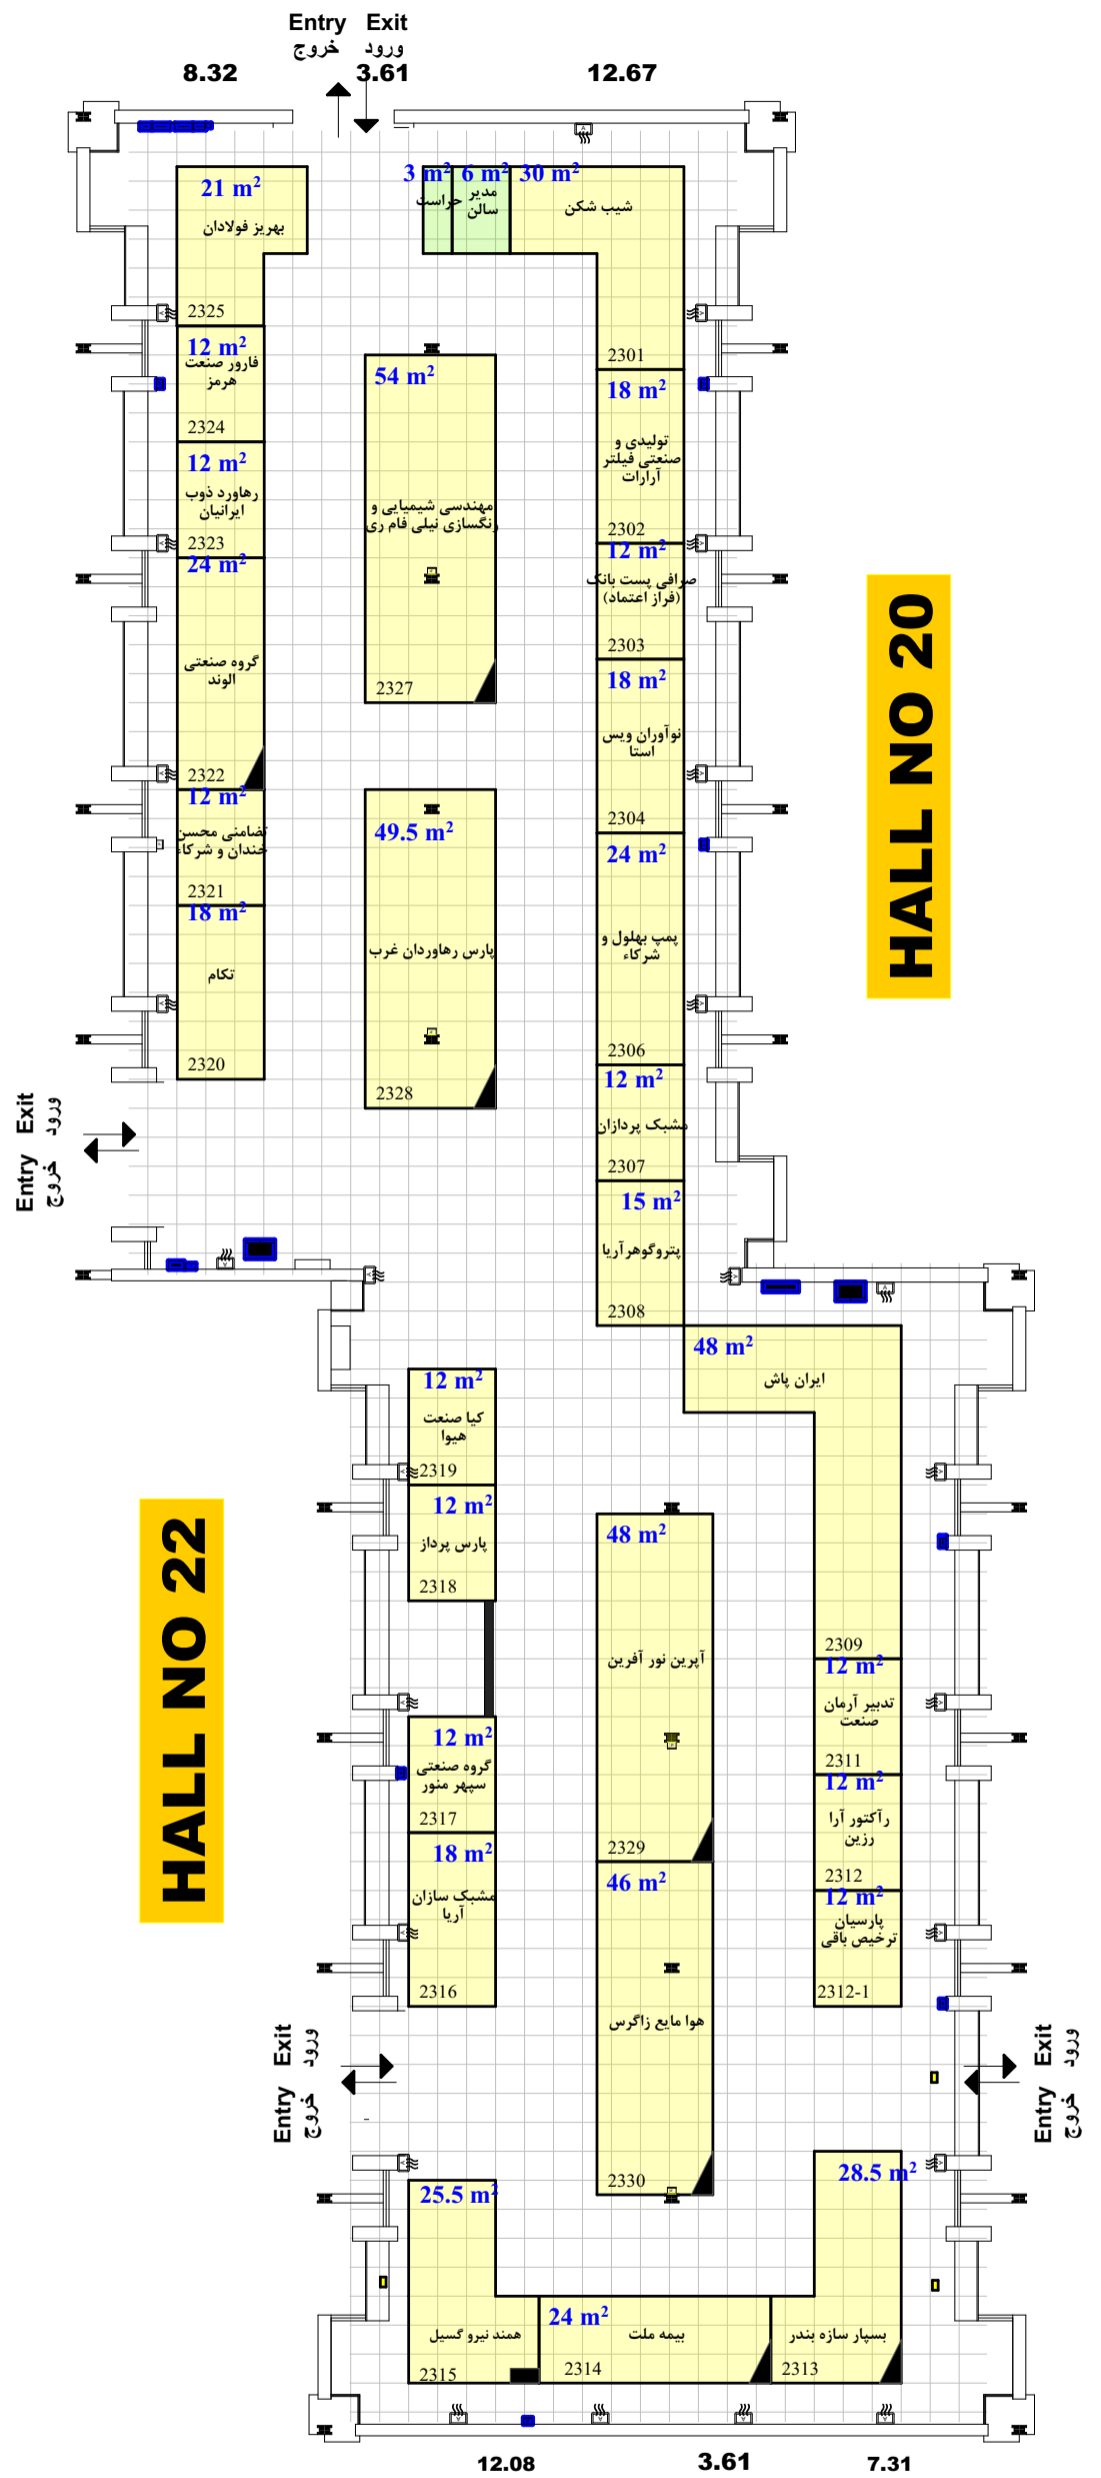 Entry Exit
خروج ورود
8.32 3.61 12.67
21 m²
بهریز فولادان
2325
3 m²
حراست
6 m²
مدیر
سالن
30 m²
شیب شکن
2301
12 m²
فارور صنعت
هرمز
2324
12 m²
رهاورد ذوب
ایرانیان
2323
24 m²
گروه صنعتی
الوند
2322
12 m²
تضامنی محسن
خندان و شرکاء
2321
18 m²
تکام
2320
54 m²
مهندسی شیمیایی و
رنگسازی نیلی فام ری
2327
49.5 m²
پارس رهاوردان غرب
2328
18 m²
تولیدی و
صنعتی فیلتر
آرارات
2302
12 m²
صرافی پست بانک
(فراز اعتماد)
2303
18 m²
نوآوران ویس
استا
2304
24 m²
پمپ بهلول و
شرکاء
2306
12 m²
مشبک پردازان
2307
15 m²
پتروگوهرآریا
2308
HALL NO 20
Entry Exit
خروج ورود
48 m²
ایران پاش
2309
12 m²
کیا صنعت
هیوا
2319
12 m²
پارس پرداز
2318
12 m²
گروه صنعتی
سپهر منور
2317
18 m²
مشبک سازان
آریا
2316
48 m²
آپرین نور آفرین
2329
46 m²
هوا مایع زاگرس
2330
12 m²
تدبیر آرمان
صنعت
2311
12 m²
رآکتور آرا
رزین
2312
12 m²
پارسیان
ترخیص باقی
2312-1
HALL NO 22
Entry Exit
خروج ورود
Entry Exit
خروج ورود
25.5 m²
همند نیرو گسیل
2315
24 m²
بیمه ملت
2314
28.5 m²
بسپار سازه بندر
2313
12.08 3.61 7.31